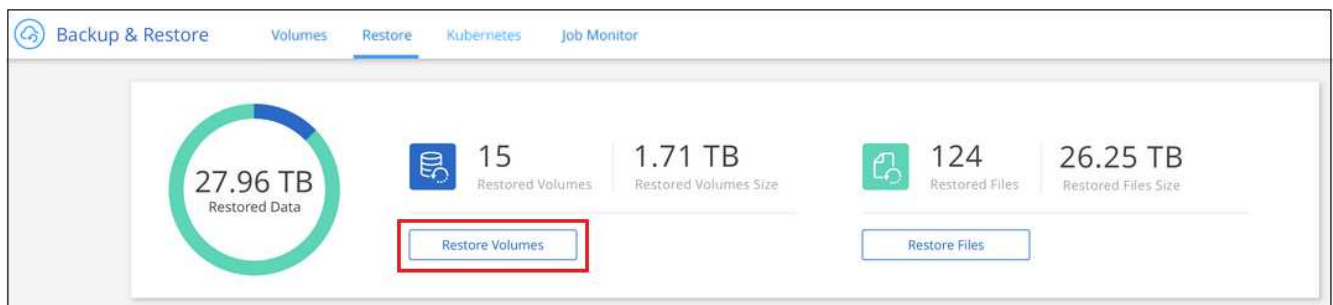 Backup & Restore Volumes Restore Kubernetes Job Monitor
27.96 TB
Restored Data
15
Restored Volumes
1.71 TB
Restored Volumes Size
Restore Volumes
124
Restored Files
26.25 TB
Restored Files Size
Restore Files